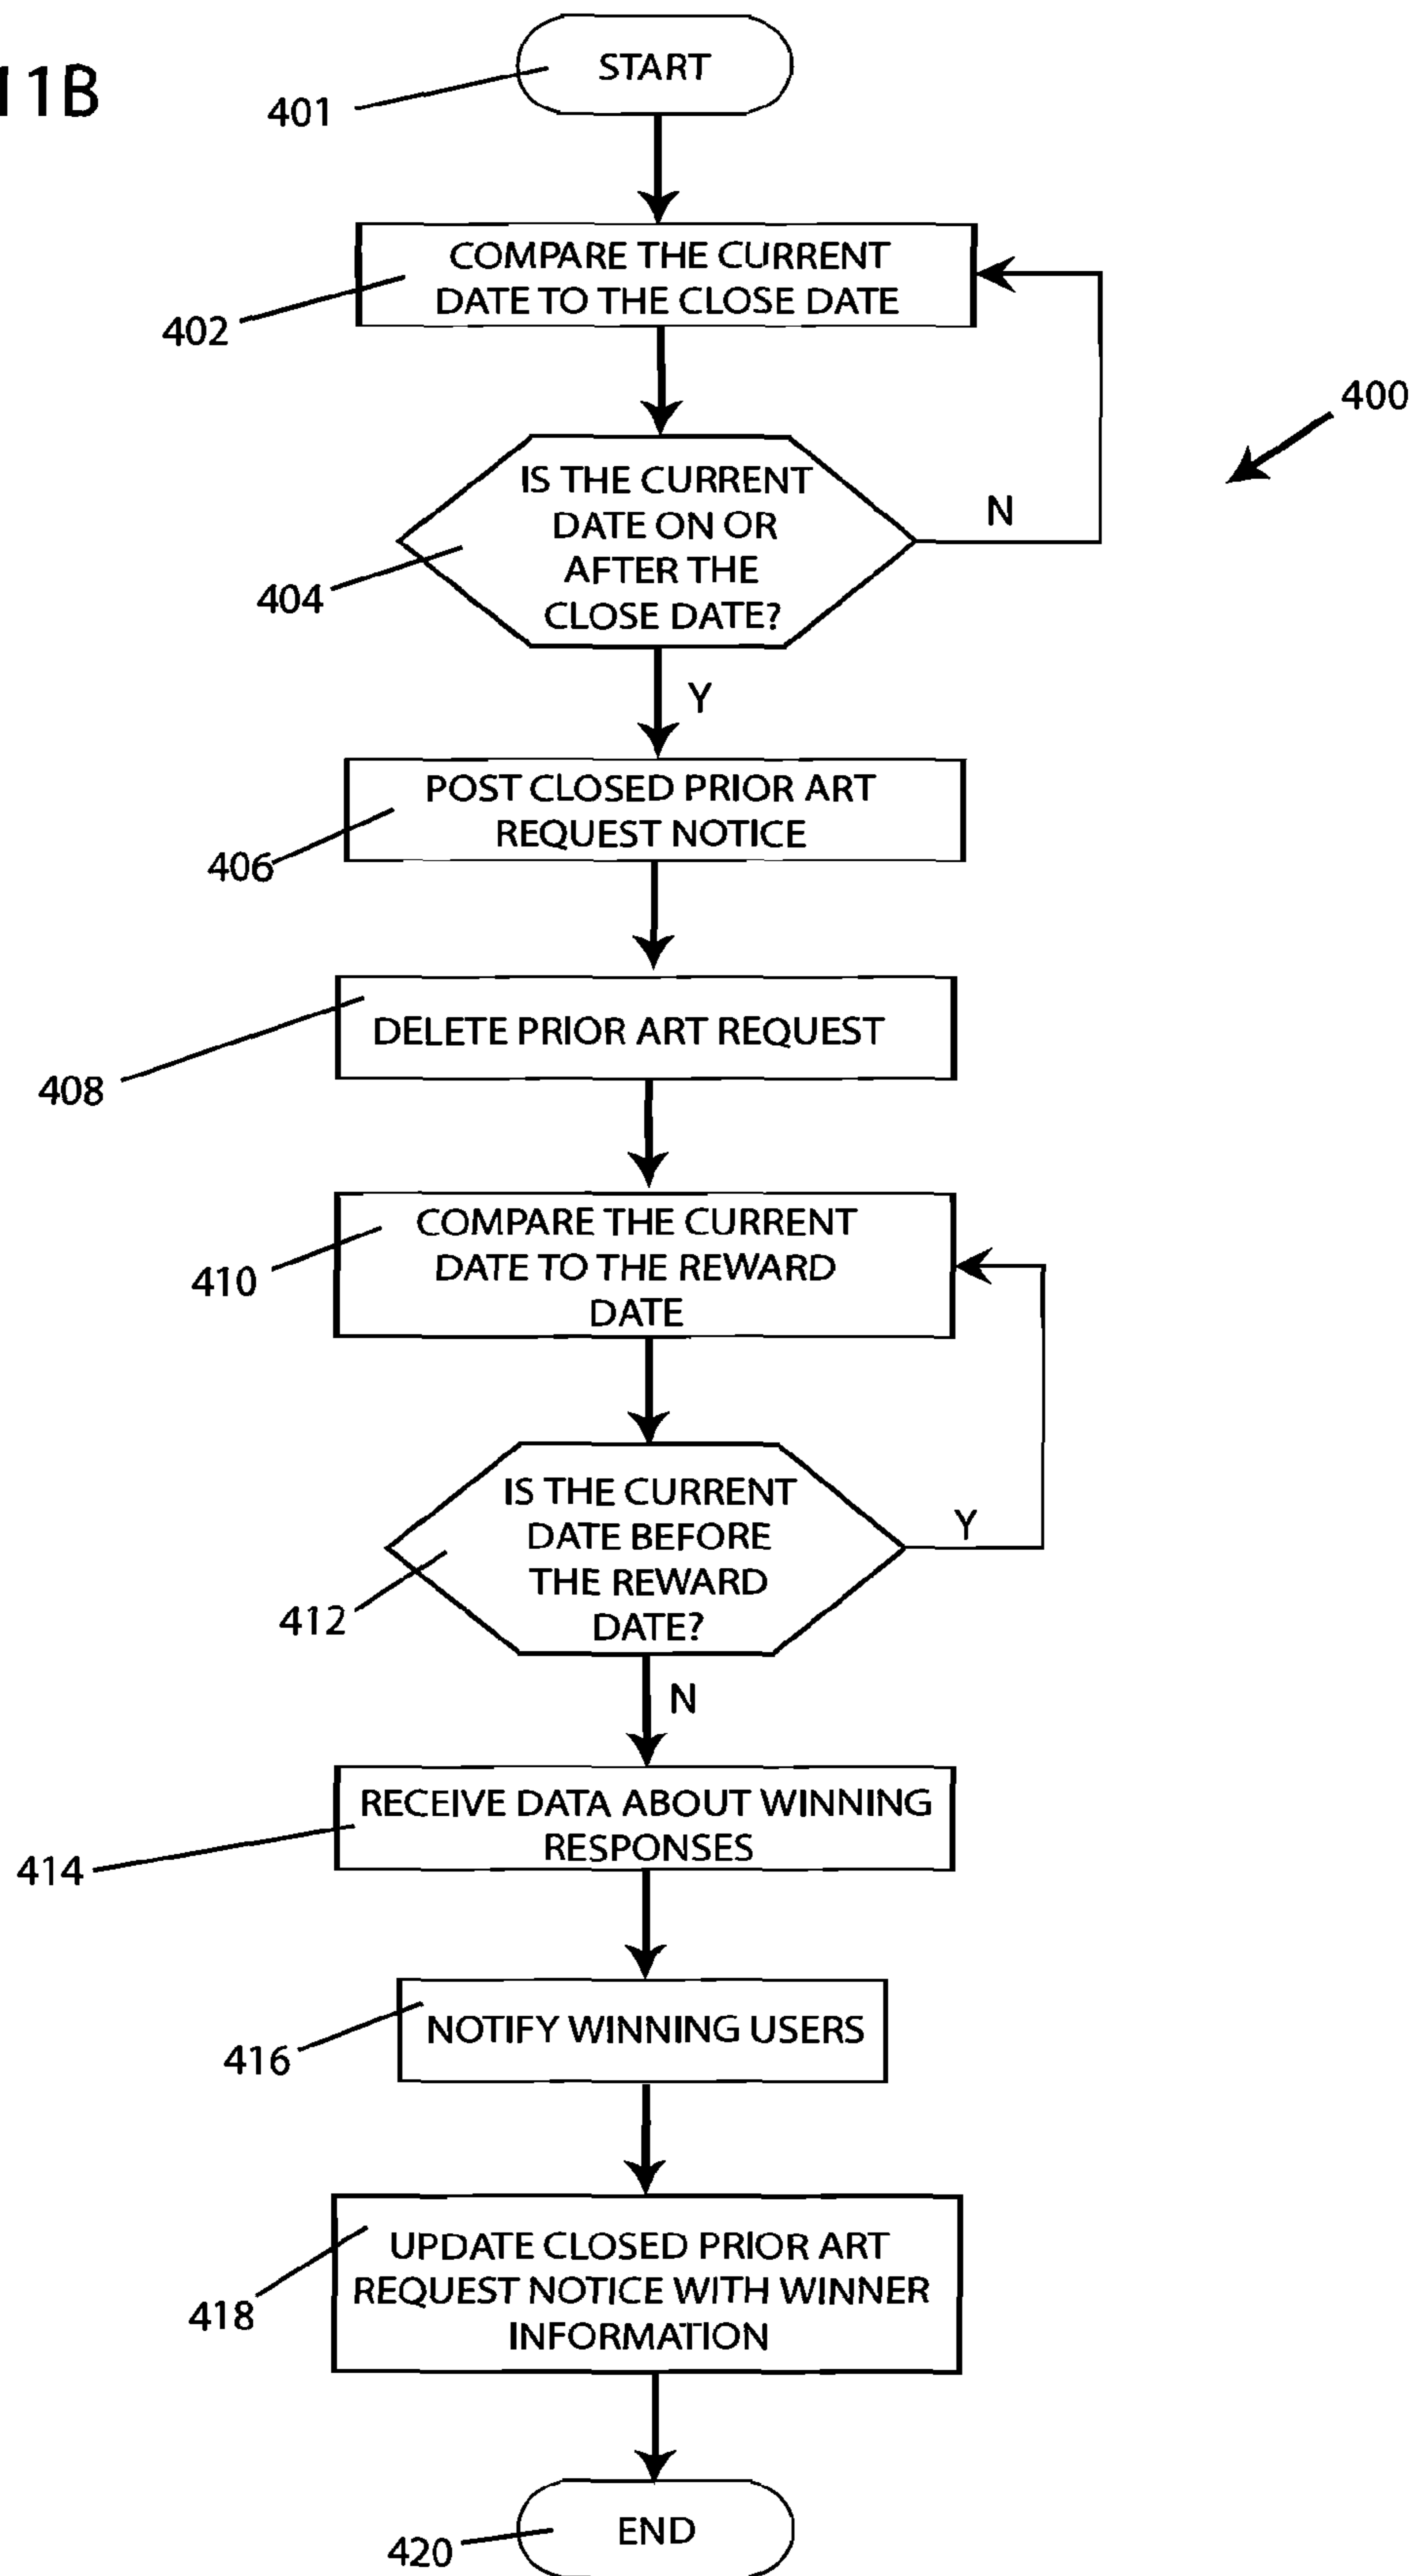 11B
START
401
COMPARE THE CURRENT
DATE TO THE CLOSE DATE
402
400
IS THE CURRENT
DATE ON OR
AFTER THE
CLOSE DATE?
N
404
Y
POST CLOSED PRIOR ART
REQUEST NOTICE
406
DELETE PRIOR ART REQUEST
408
COMPARE THE CURRENT
DATE TO THE REWARD
DATE
410
IS THE CURRENT
DATE BEFORE
THE REWARD
DATE?
Y
412
N
RECEIVE DATA ABOUT WINNING
RESPONSES
414
NOTIFY WINNING USERS
416
UPDATE CLOSED PRIOR ART
REQUEST NOTICE WITH WINNER
INFORMATION
418
END
420